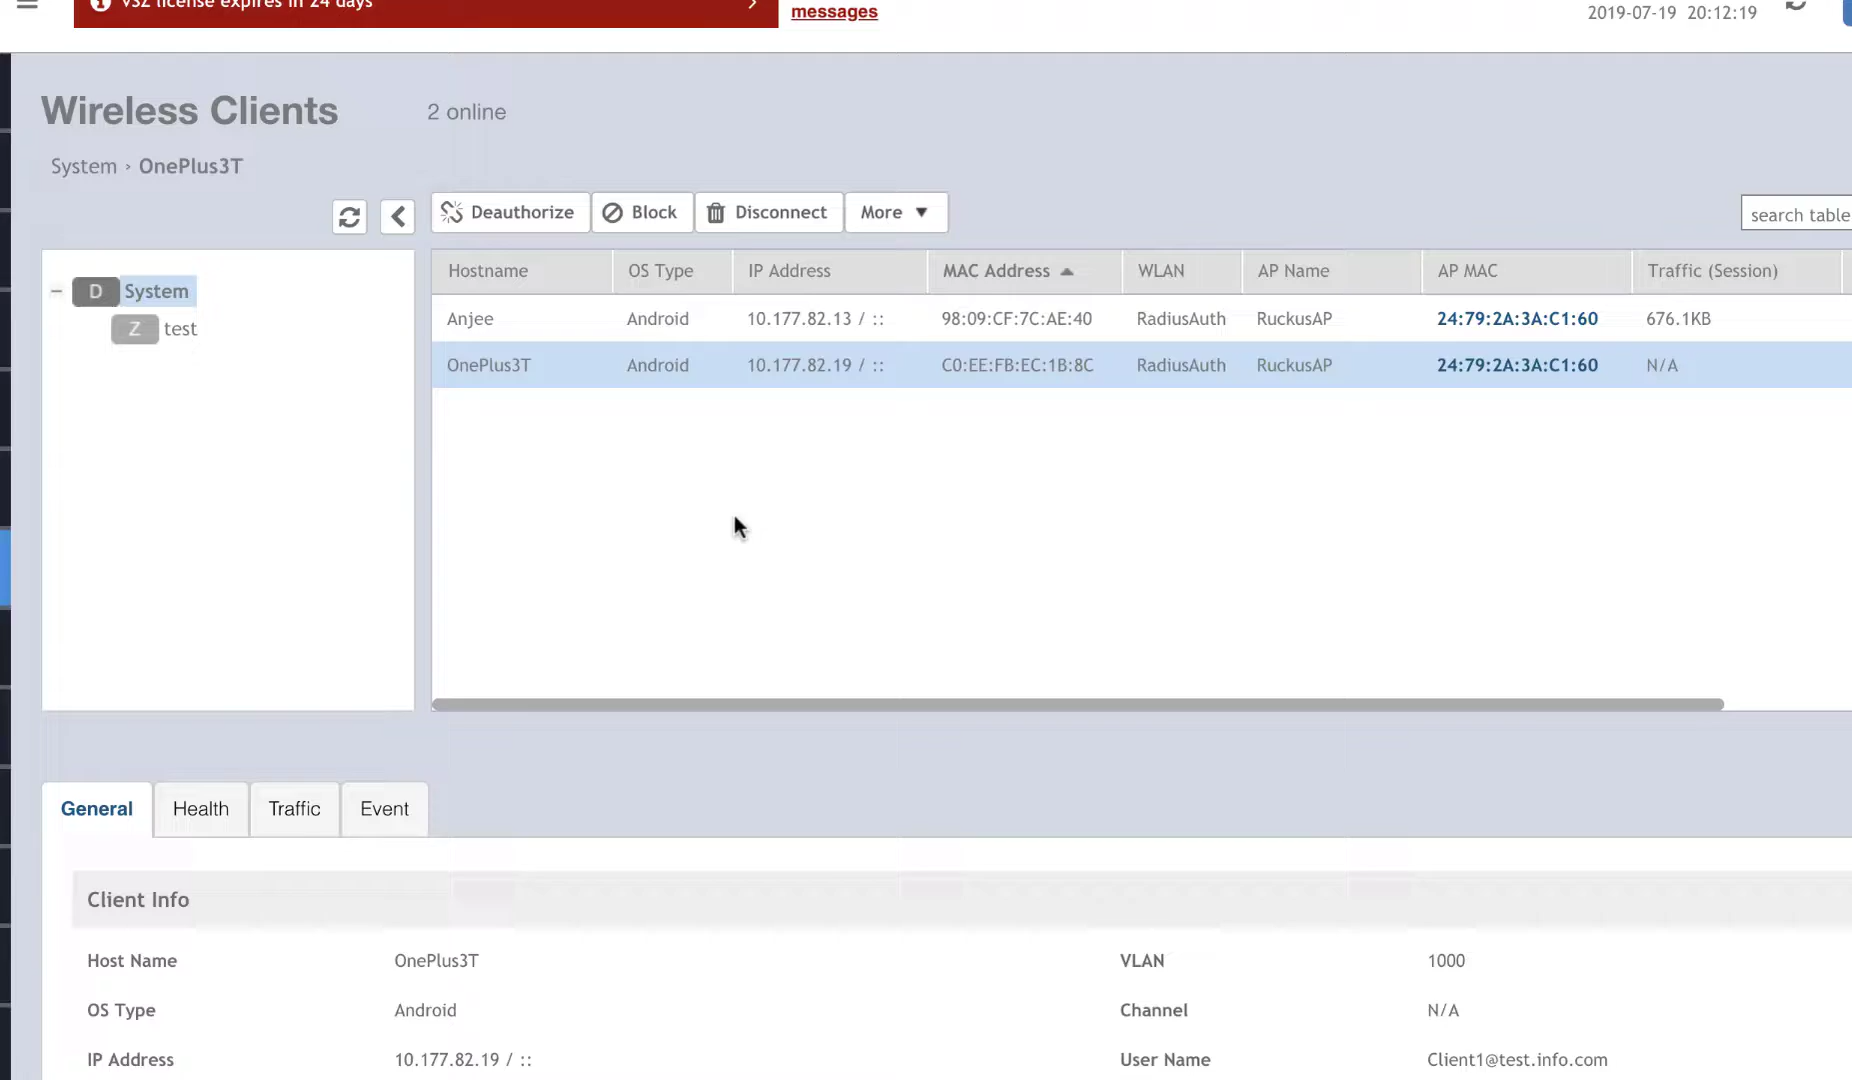 vSZ license expires in 24 days
messages
2019-07-19 20:12:19
Wireless Clients 2 online
System › OnePlus3T
Deauthorize Block Disconnect More ▼
search table
Hostname OS Type IP Address MAC Address WLAN AP Name AP MAC Traffic (Session)
D System
Z test
Anjee Android 10.177.82.13 / :: 98:09:CF:7C:AE:40 RadiusAuth RuckusAP 24:79:2A:3A:C1:60 676.1KB
OnePlus3T Android 10.177.82.19 / :: C0:EE:FB:EC:1B:8C RadiusAuth RuckusAP 24:79:2A:3A:C1:60 N/A
General Health Traffic Event
Client Info
Host Name OnePlus3T VLAN 1000
OS Type Android Channel N/A
IP Address 10.177.82.19 / :: User Name Client1@test.info.com